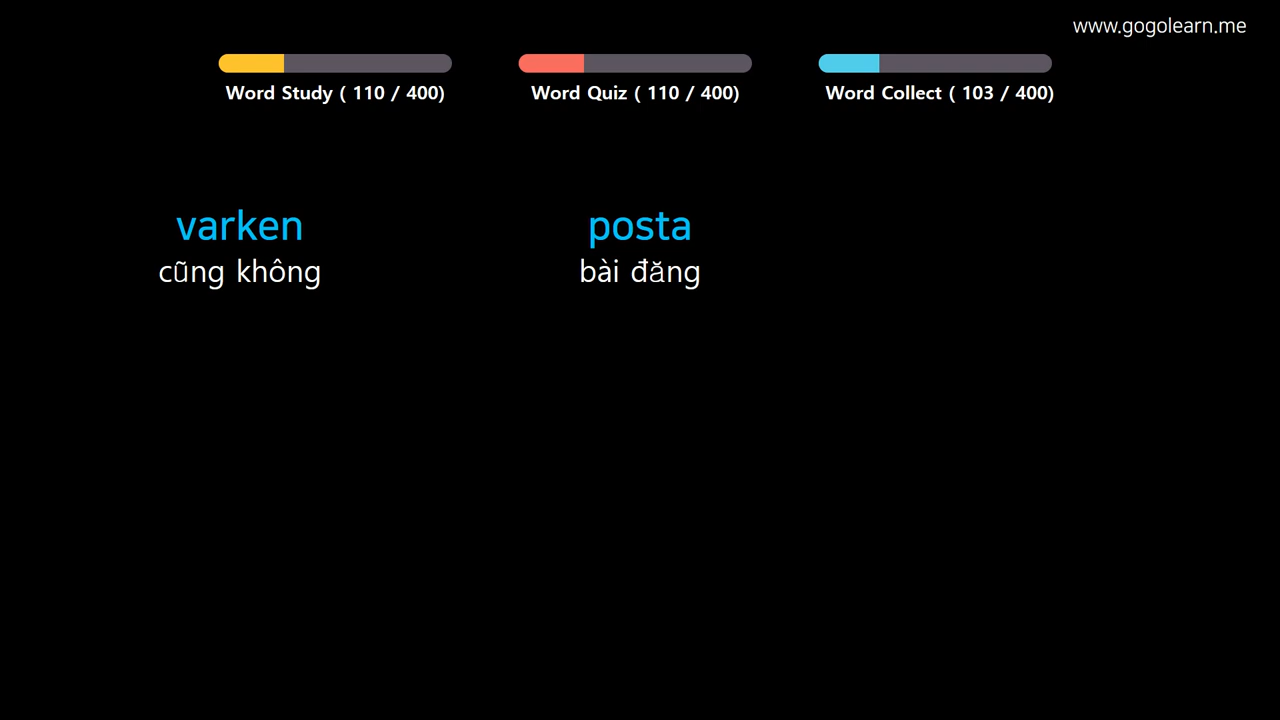 www.gogolearn.me
Word Study ( 110 / 400)
Word Quiz ( 110 / 400)
Word Collect ( 103 / 400)
varken
cũng không
posta
bài đăng